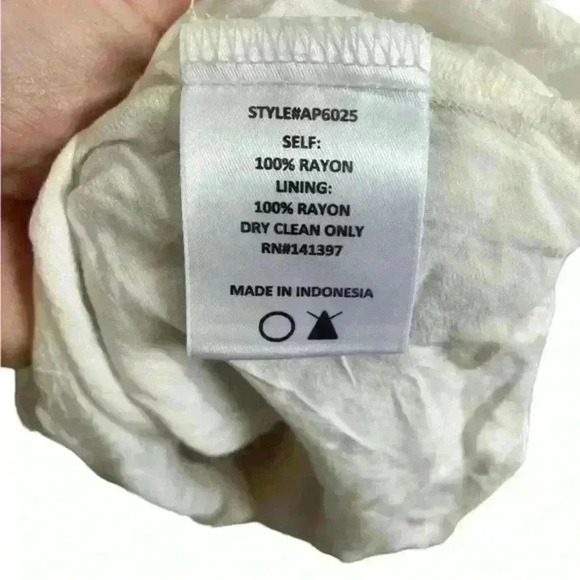 STYLE#AP6025
SELF:
100% RAYON
LINING:
100% RAYON
DRY CLEAN ONLY
RN#141397
MADE IN INDONESIA